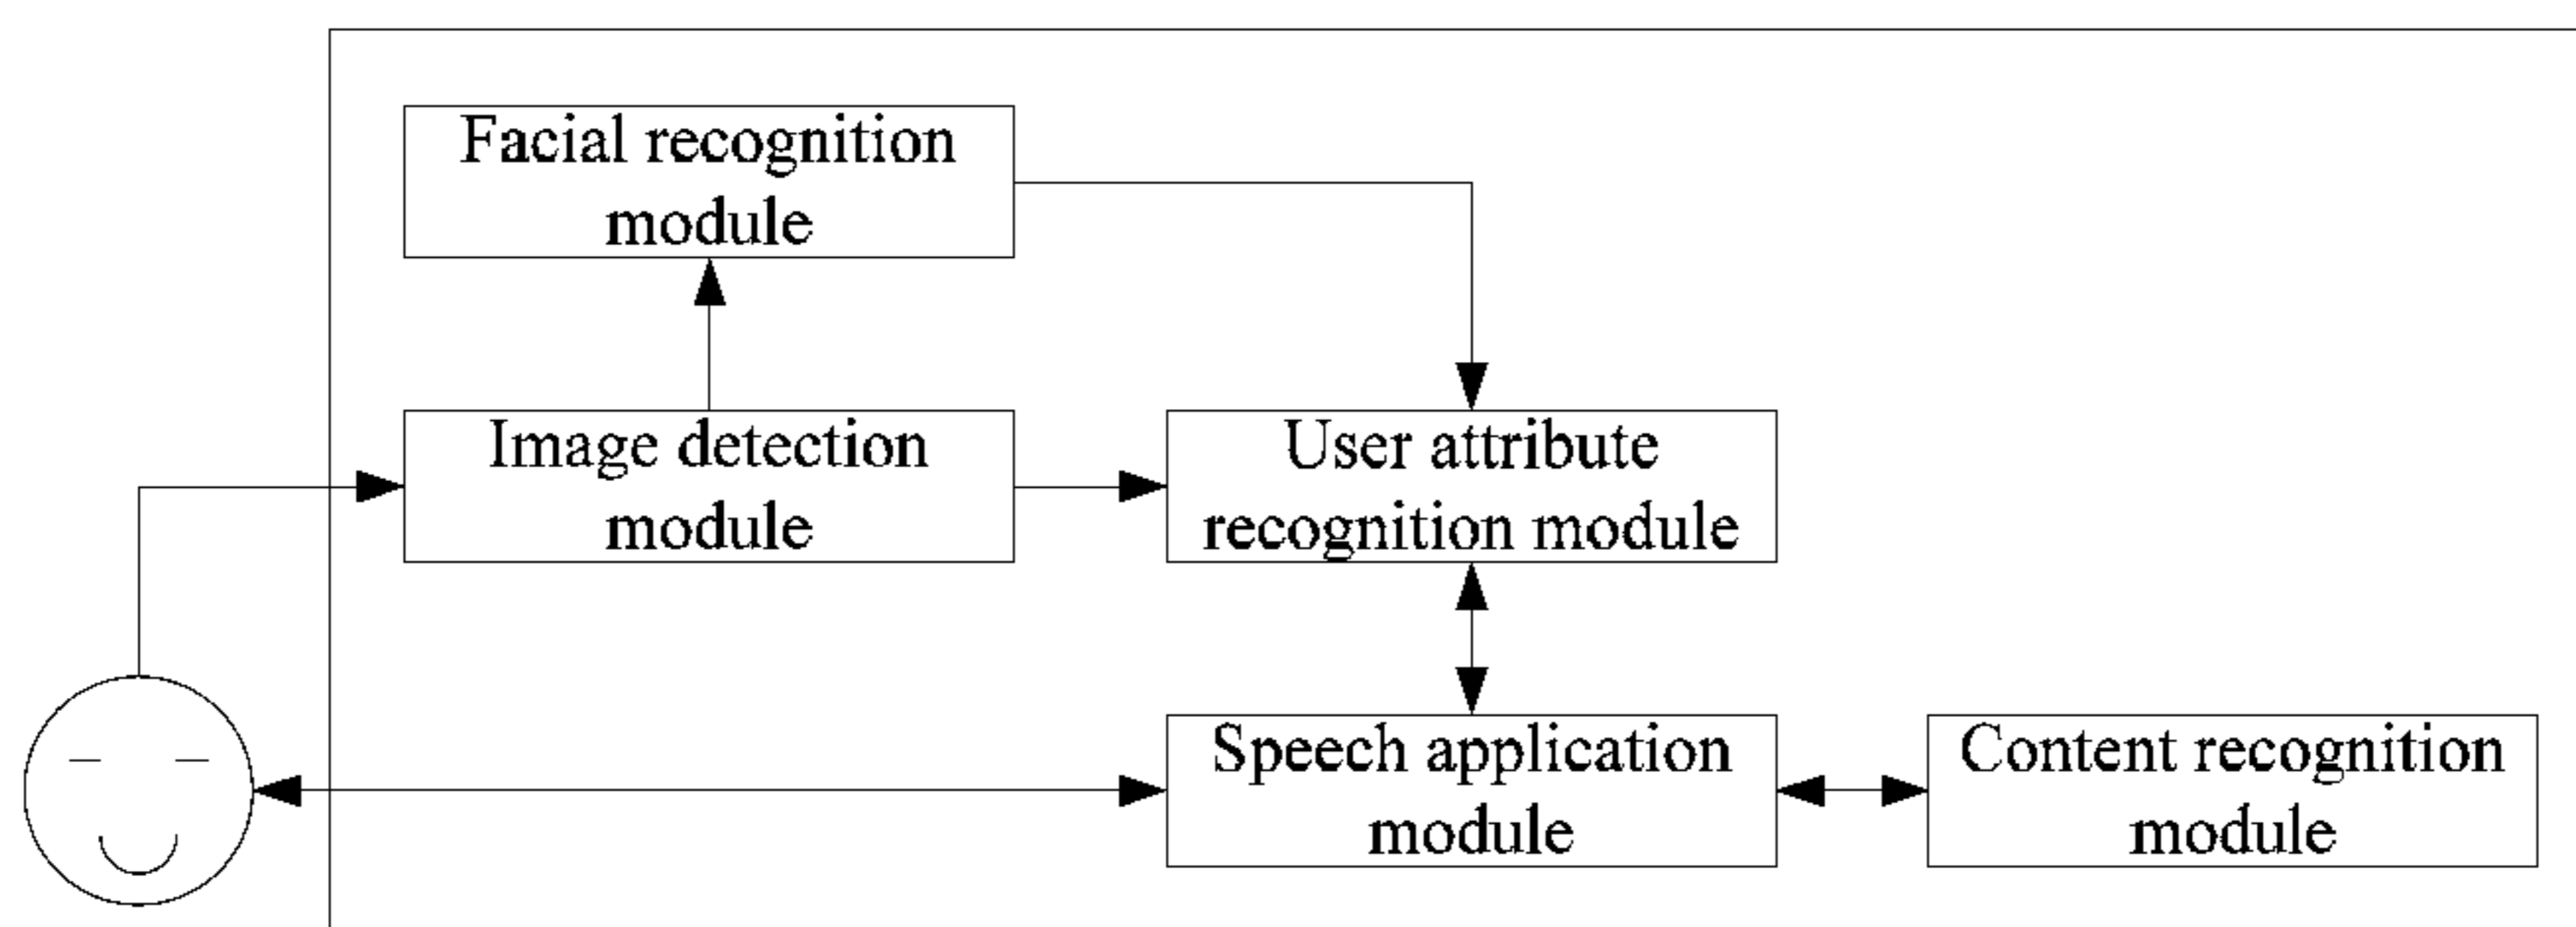 Facial recognition
module
Image detection
module
User attribute
recognition module
Speech application
module
Content recognition
module